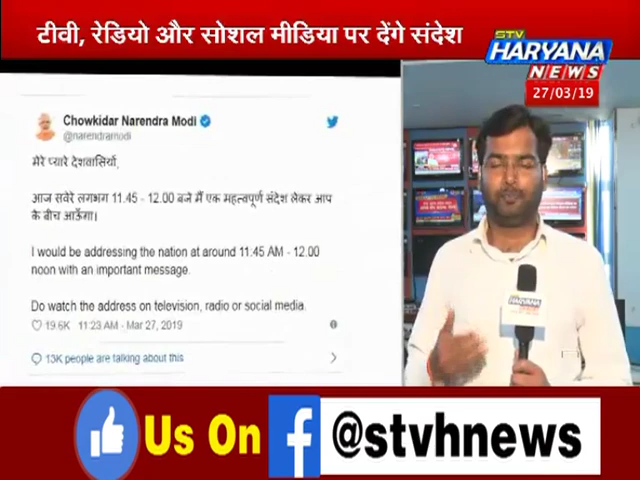 टीवी, रेडियो और सोशल मीडिया पर देंगे संदेश
STV
HARYANA
NEWS
27/03/19
Chowkidar Narendra Modi
@narendramodi
मेरे प्यारे देशवासियों,
आज सवेरे लगभग 11.45 - 12.00 बजे मैं एक महत्वपूर्ण संदेश लेकर आप
के बीच आऊँगा।
I would be addressing the nation at around 11:45 AM - 12.00
noon with an important message.
Do watch the address on television, radio or social media.
19.6K 11:23 AM - Mar 27, 2019
13K people are talking about this
HARYANA
Us On f @stvhnews